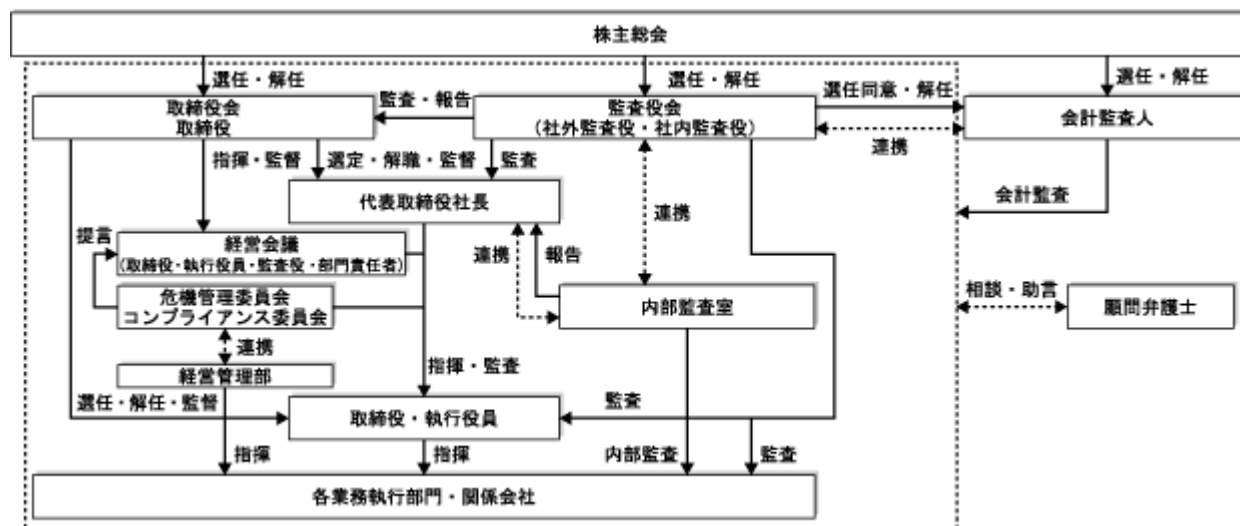 株主総会
選任・解任
選任・解任
選任・解任
取締役会
取締役
監査・報告
監査役会
(社外監査役・社内監査役)
選任同意・解任
会計監査人
連携
指揮・監督
選定・解職・監督
監査
代表取締役社長
会計監査
提言
経営会議
(取締役・執行役員・監査役・部門責任者)
連携
報告
連携
危機管理委員会
コンプライアンス委員会
内部監査室
相談・助言
顧問弁護士
連携
経営管理部
指揮・監査
選任・解任・監督
取締役・執行役員
監査
指揮
指揮
内部監査
監査
各業務執行部門・関係会社